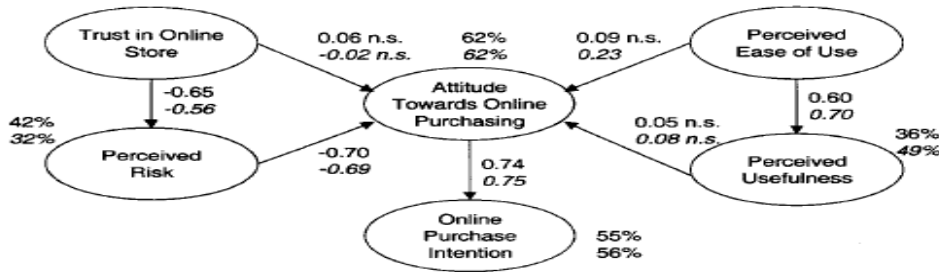 Trust in Online
Store
0.06 n.s.
-0.02 n.s.
62%
62%
0.09 n.s.
0.23
Perceived
Ease of Use
Attitude
Towards Online
Purchasing
-0.65
-0.56
0.60
0.70
42%
32%
Perceived
Risk
-0.70
-0.69
0.74
0.75
0.05 n.s.
0.08 n.s.
Perceived
Usefulness
36%
49%
Online
Purchase
Intention
55%
56%